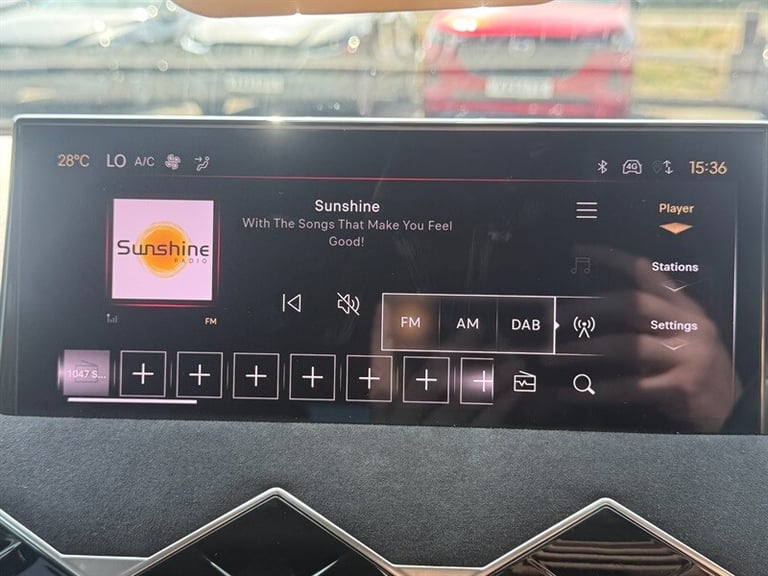 28°C LO A/C 4G 15:36
Sunshine
With The Songs That Make You Feel
Good!
Player
Sunshine
RADIO
Stations
FM
FM AM DAB
Settings
1047 S...